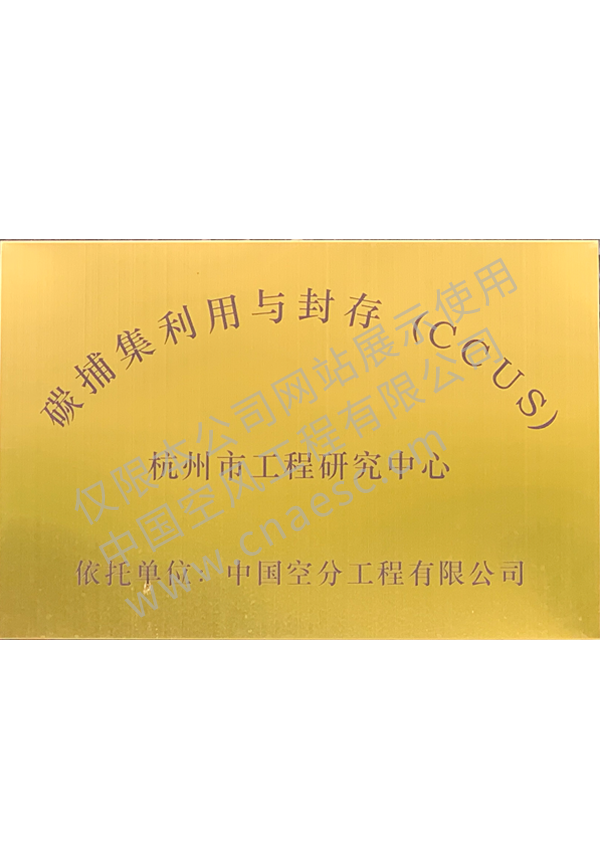 碳捕集利用与封存（CCUS）
杭州市工程研究中心
依托单位：中国空分工程有限公司
仅限本公司网站展示使用
中国空风工程有限公司
www.cnaesc.com